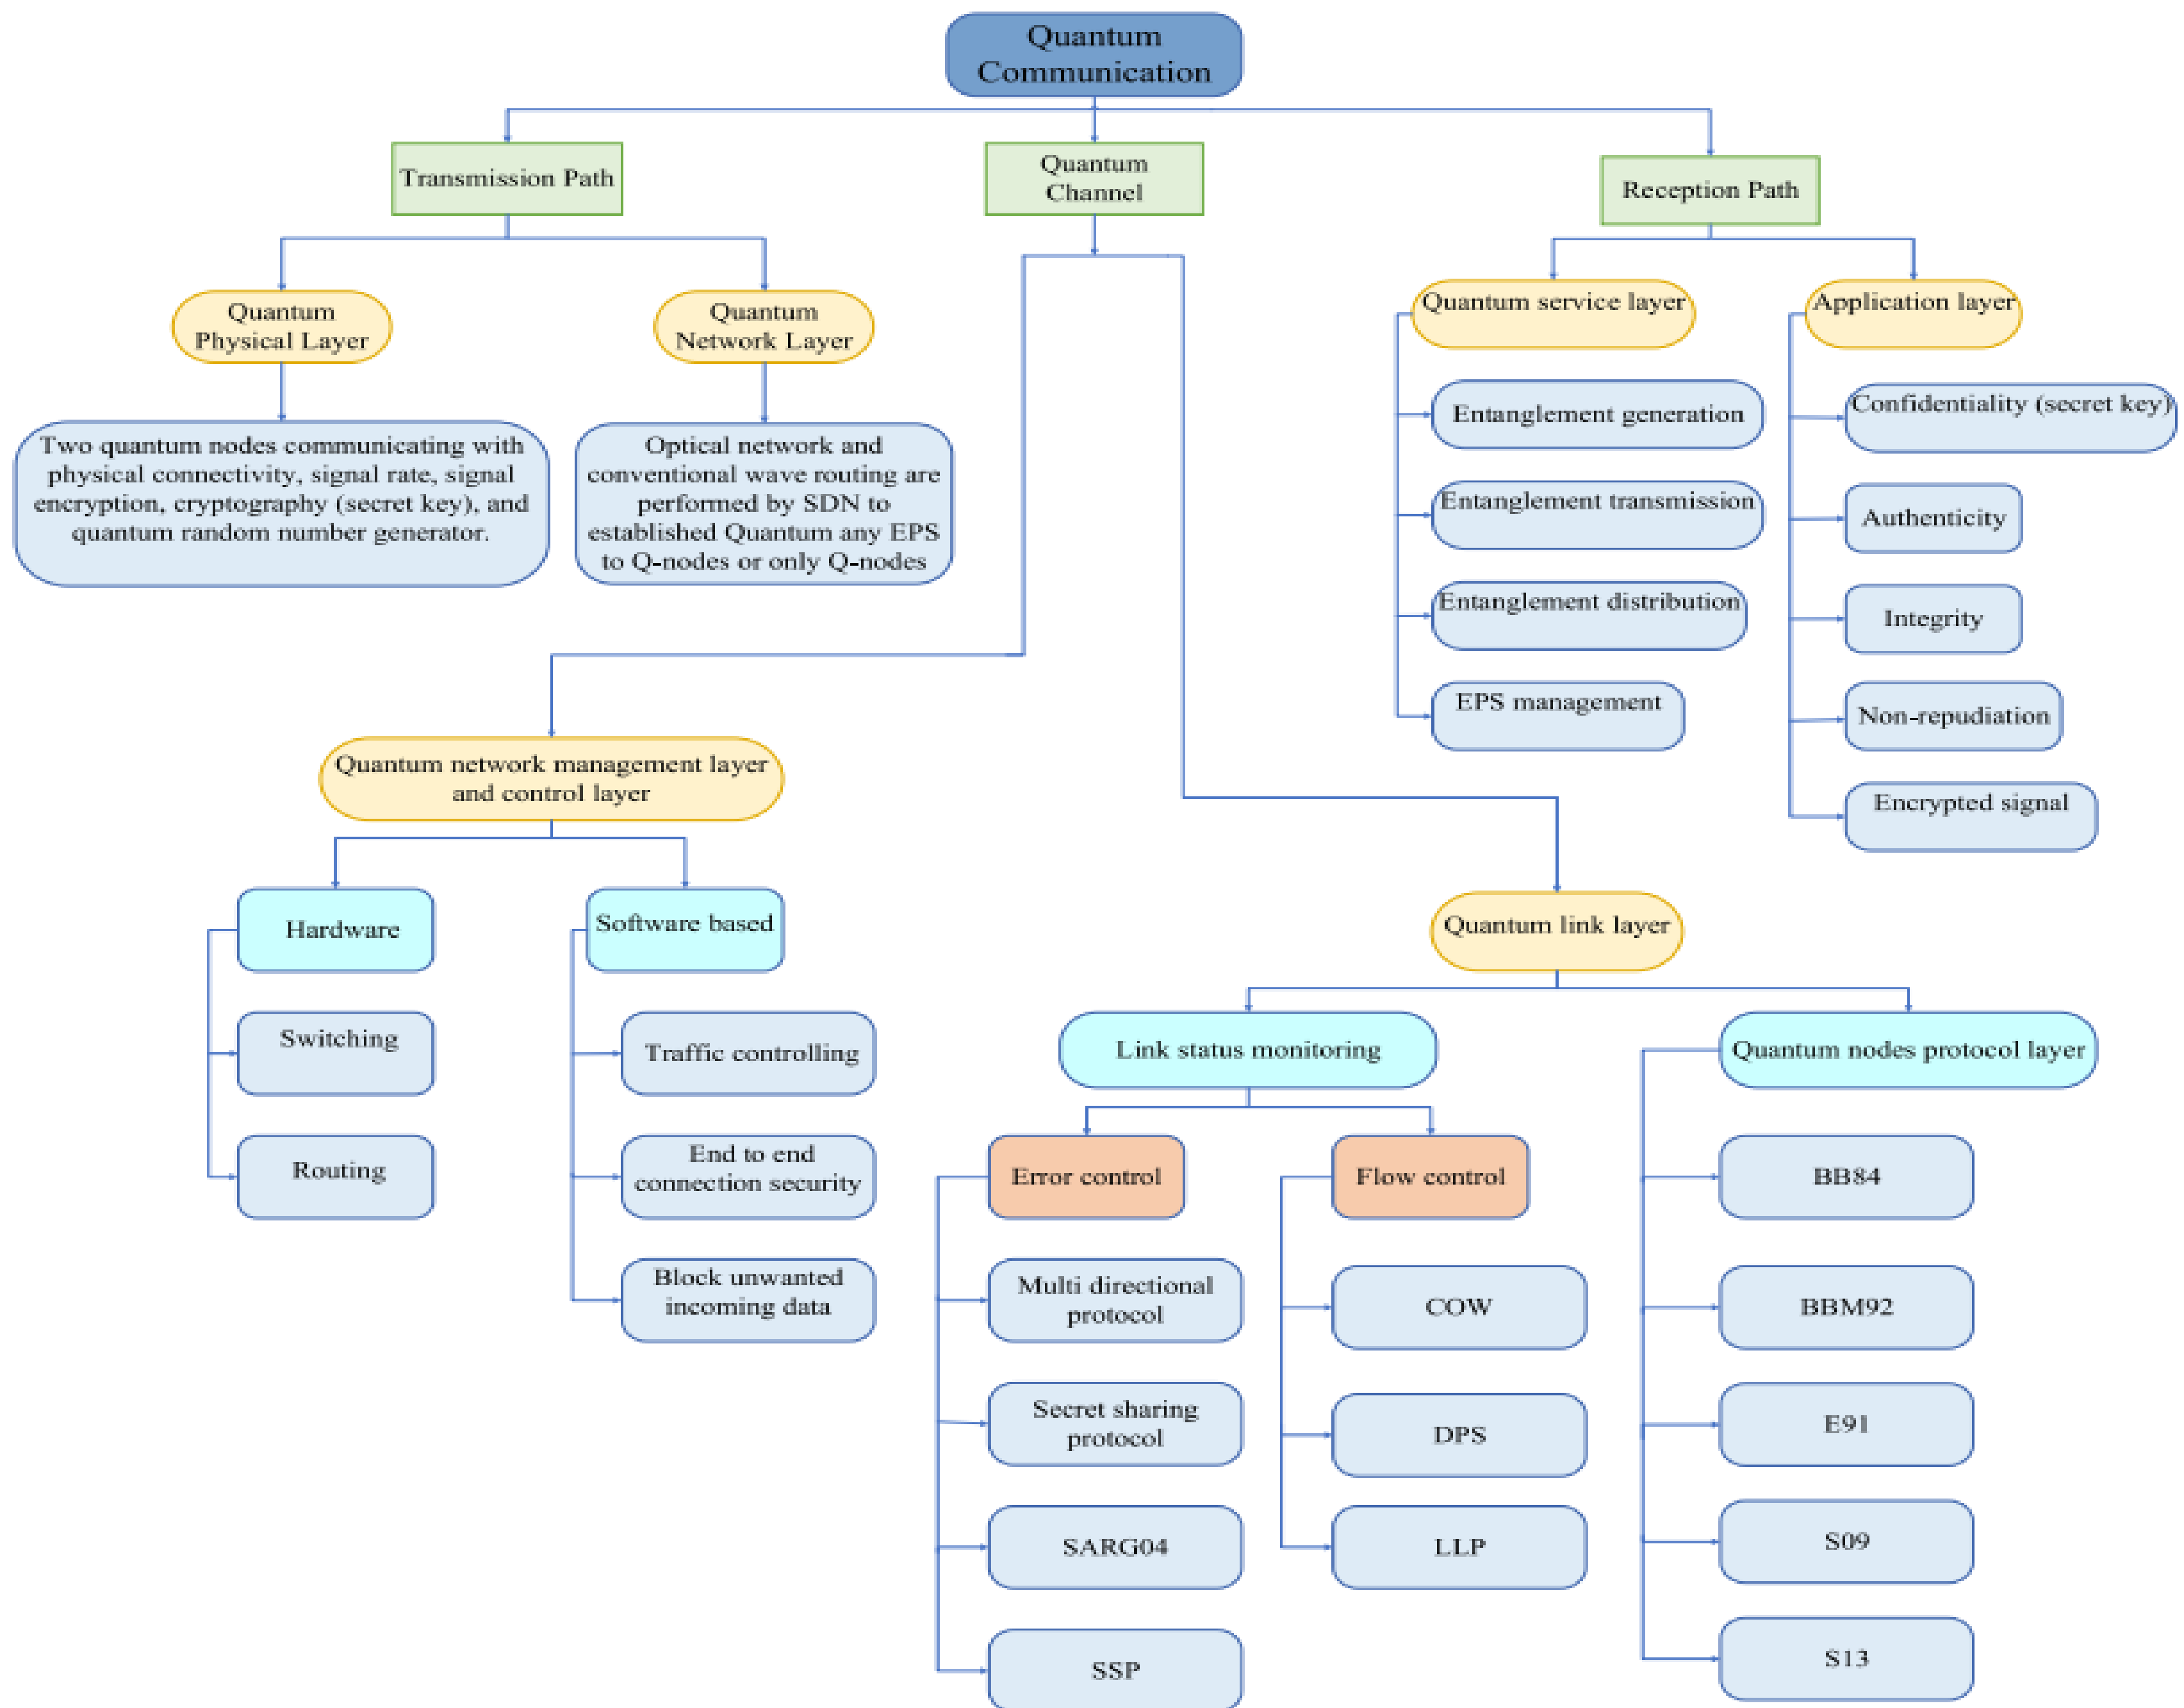 Quantum
Communication
Transmission Path
Quantum
Channel
Reception Path
Quantum
Physical Layer
Quantum
Network Layer
Quantum service layer
Application layer
Two quantum nodes communicating with
physical connectivity, signal rate, signal
encryption, cryptography (secret key), and
quantum random number generator.
Optical network and
conventional wave routing are
performed by SDN to
established Quantum any EPS
to Q-nodes or only Q-nodes
Entanglement generation
Entanglement transmission
Entanglement distribution
EPS management
Confidentiality (secret key)
Authenticity
Integrity
Non-repudiation
Encrypted signal
Quantum network management layer
and control layer
Hardware
Switching
Routing
Software based
Traffic controlling
End to end
connection security
Block unwanted
incoming data
Quantum link layer
Link status monitoring
Quantum nodes protocol layer
Error control
Multi directional
protocol
Secret sharing
protocol
SARG04
SSP
Flow control
COW
DPS
LLP
BB84
BBM92
E91
S09
S13